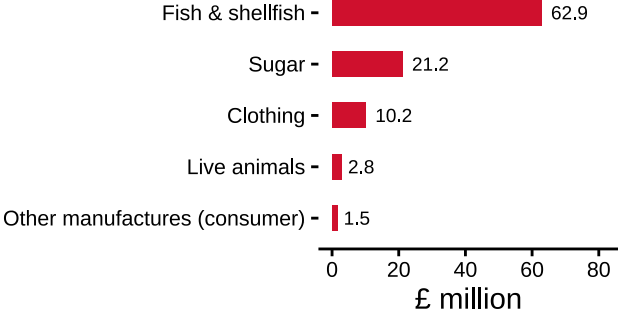 Fish & shellfish 62.9
Sugar 21.2
Clothing 10.2
Live animals 2.8
Other manufactures (consumer) 1.5
0 20 40 60 80
£ million